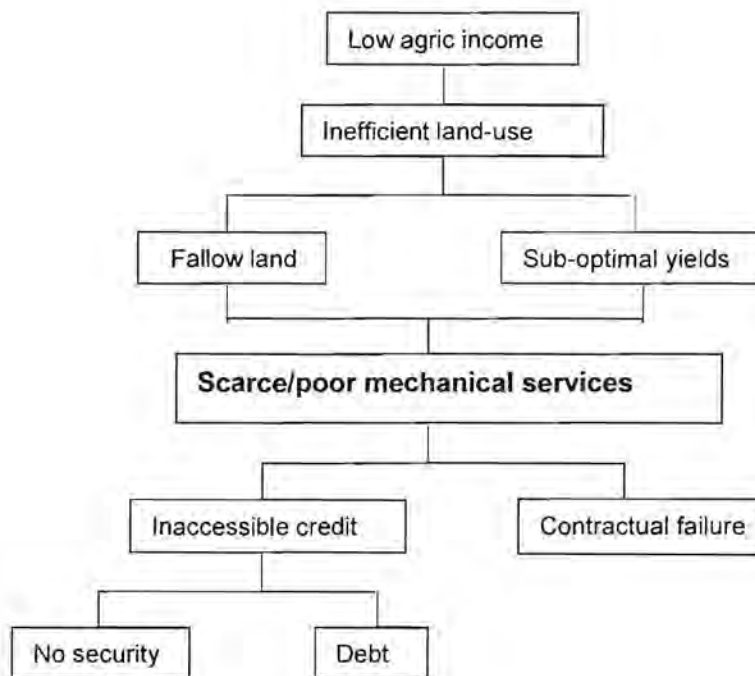 Low agric income
Inefficient land-use
Fallow land
Sub-optimal yields
Scarce/poor mechanical services
Inaccessible credit
Contractual failure
No security
Debt